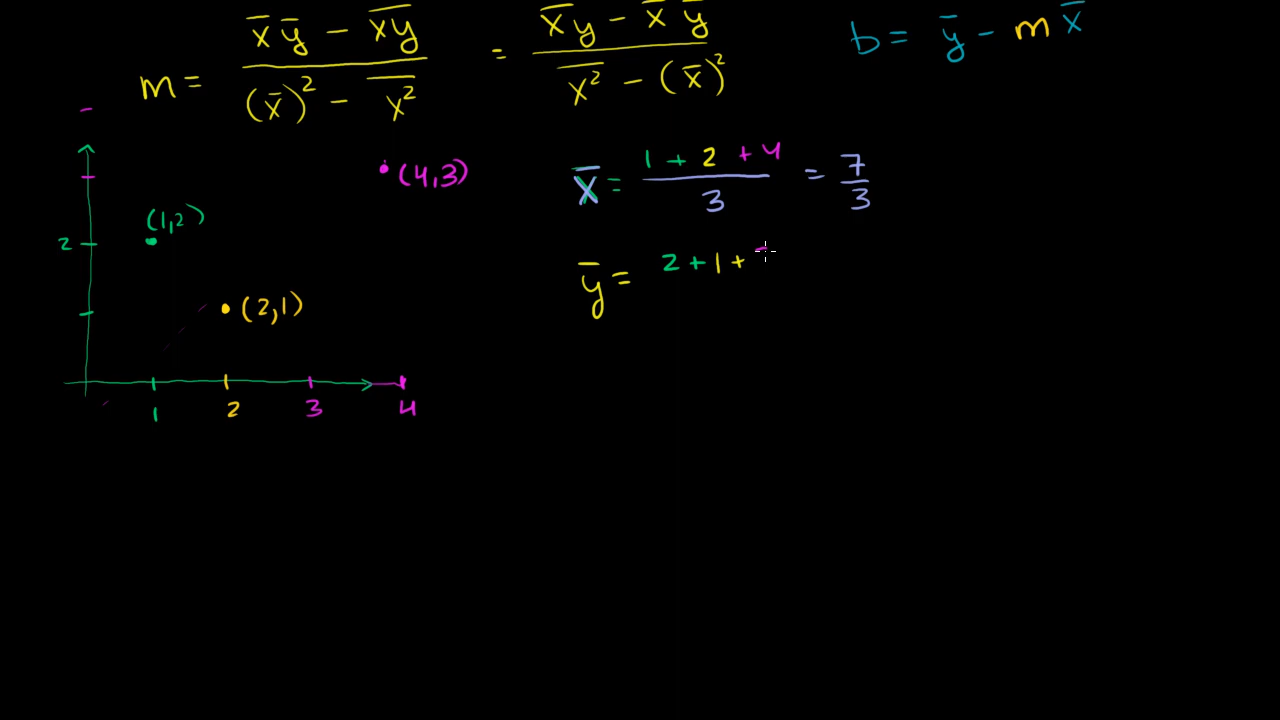 m = (x̄ ȳ − x̄y̅) / ((x̄)² − x̅²) = (x̅y̅ − x̄ ȳ) / (x̅² − (x̄)²)
b = ȳ − m x̄
(4,3)
x̄ = (1 + 2 + 4) / 3 = 7/3
(1,2)
2
ȳ = 2 + 1 +
(2,1)
1 2 3 4